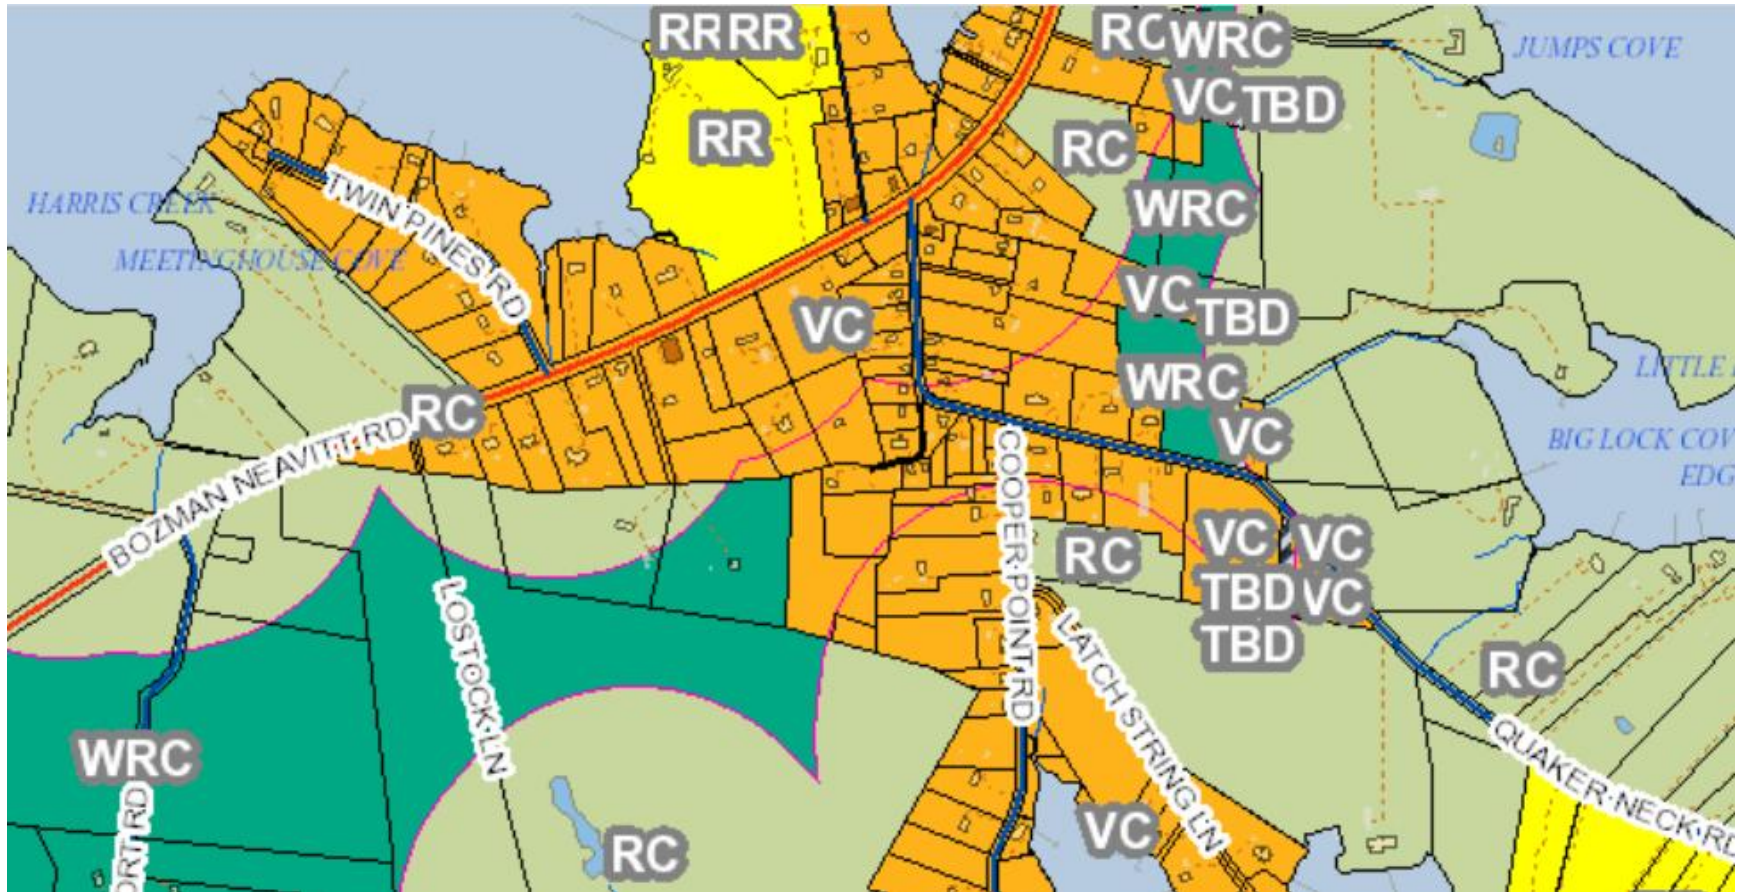 RR RR
RC WRC
JUMPS COVE
VC TBD
RR
RC
HARRIS CREEK
TWIN PINES RD
WRC
MEETINGHOUSE COVE
VC TBD
VC
LITTLE
WRC
RC
VC
BIG LOCK COV
EDG
BOZMAN NEAVITT RD
COOPER POINT RD
VC VC
RC
TBD VC
TBD
LOSTOCK LN
LATCH STRING LN
RC
WRC
QUAKER NECK RD
ORT RD
VC
RC